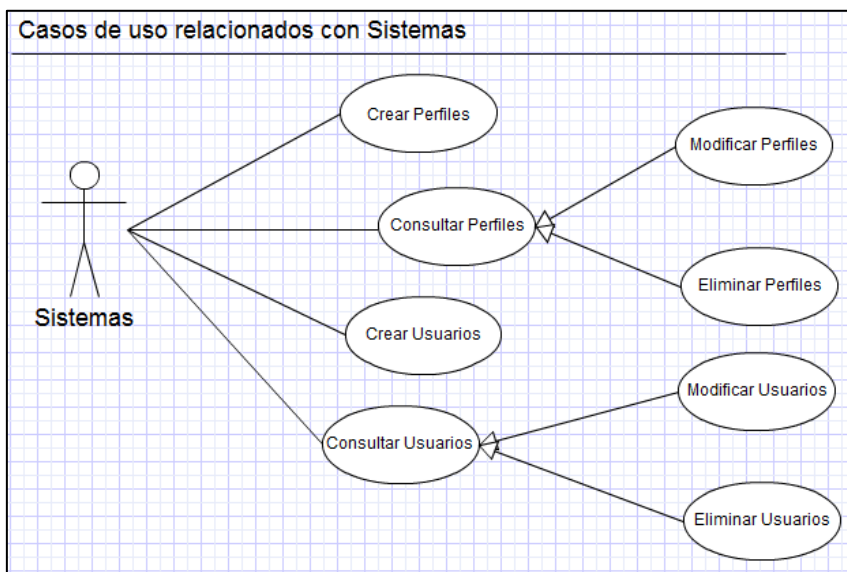 Casos de uso relacionados con Sistemas
Crear Perfiles
Modificar Perfiles
Consultar Perfiles
Eliminar Perfiles
Sistemas
Crear Usuarios
Modificar Usuarios
Consultar Usuarios
Eliminar Usuarios